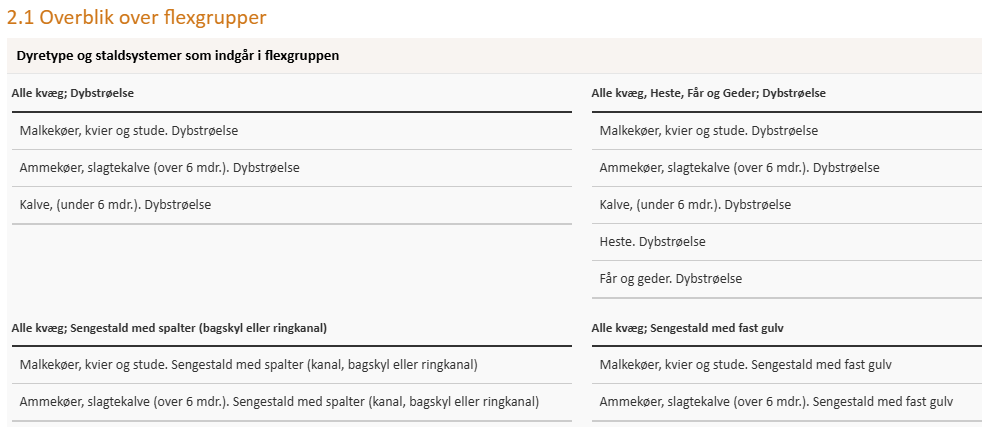 2.1 Overblik over flexgrupper
Dyretype og staldsystemer som indgår i flexgruppen
Alle kvæg; Dybstrøelse
Malkekøer, kvier og stude. Dybstrøelse
Ammekøer, slagtekalve (over 6 mdr.). Dybstrøelse
Kalve, (under 6 mdr.). Dybstrøelse
Alle kvæg, Heste, Får og Geder; Dybstrøelse
Malkekøer, kvier og stude. Dybstrøelse
Ammekøer, slagtekalve (over 6 mdr.). Dybstrøelse
Kalve, (under 6 mdr.). Dybstrøelse
Heste. Dybstrøelse
Får og geder. Dybstrøelse
Alle kvæg; Sengestald med spalter (bagskyl eller ringkanal)
Malkekøer, kvier og stude. Sengestald med spalter (kanal, bagskyl eller ringkanal)
Ammekøer, slagtekalve (over 6 mdr.). Sengestald med spalter (kanal, bagskyl eller ringkanal)
Alle kvæg; Sengestald med fast gulv
Malkekøer, kvier og stude. Sengestald med fast gulv
Ammekøer, slagtekalve (over 6 mdr.). Sengestald med fast gulv